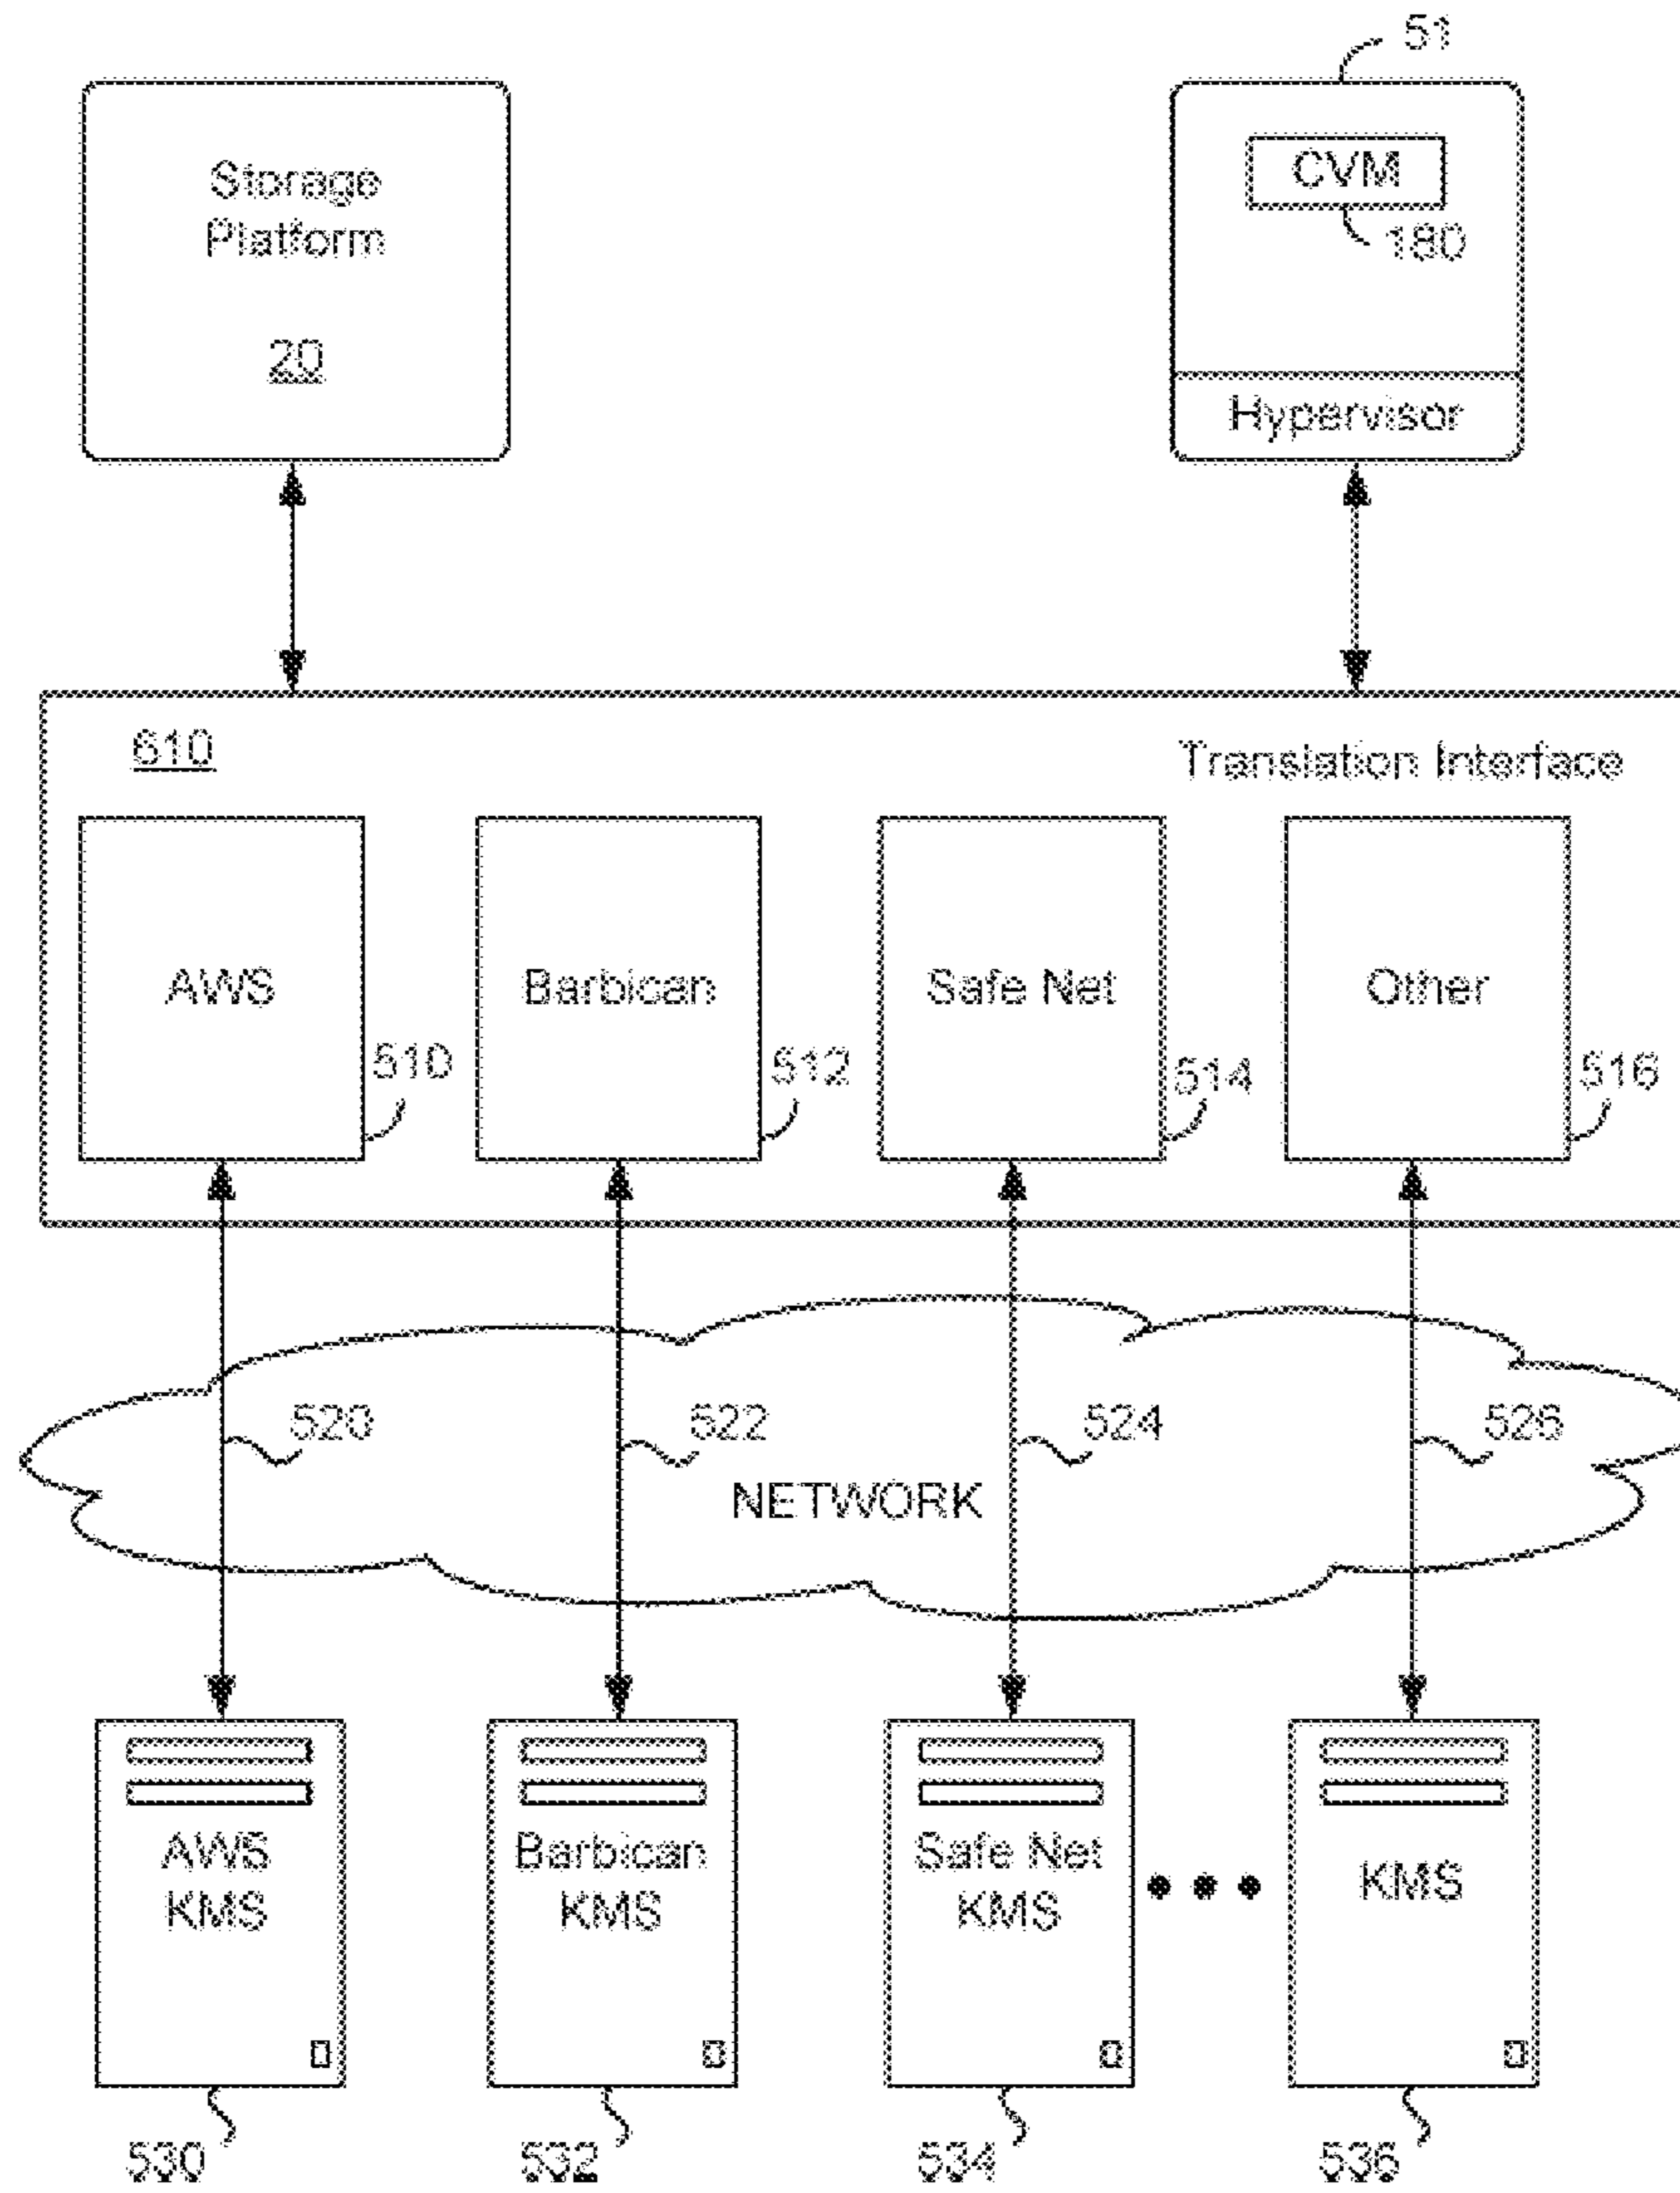 51
Storage
Platform
20
CVM
180
Hypervisor
610
Translation Interface
AWS
Barbican
Safe Net
Other
510
512
514
516
520
522
524
526
NETWORK
AWS
KMS
Barbican
KMS
Safe Net
KMS
KMS
530
532
534
536